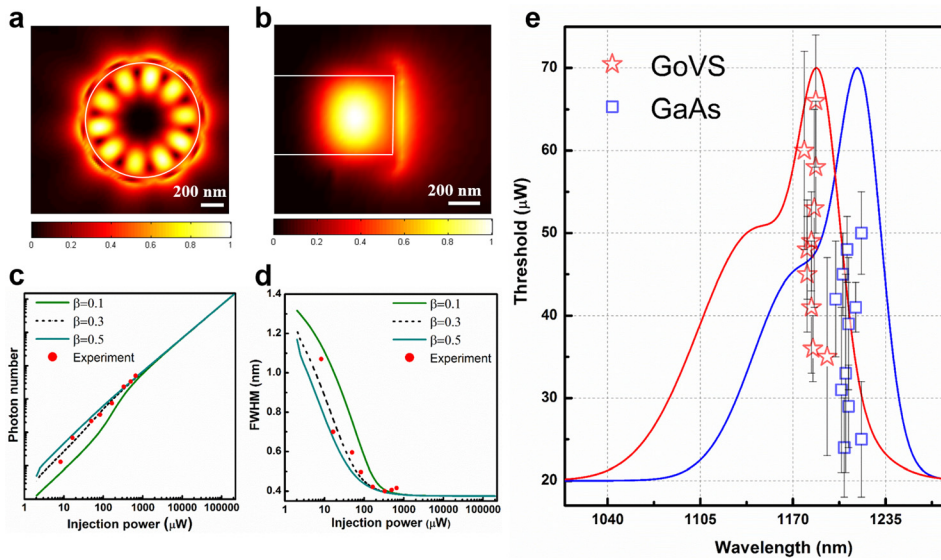 a
200 nm
0 0.2 0.4 0.6 0.8 1
b
200 nm
0 0.2 0.4 0.6 0.8 1
c
β=0.1
β=0.3
β=0.5
Experiment
Photon number
1 10 100 1000 10000 100000
Injection power (μW)
d
1.4
1.2
1.0
0.8
0.6
0.4
β=0.1
β=0.3
β=0.5
Experiment
FWHM (nm)
1 10 100 1000 10000 100000
Injection power (μW)
e
GoVS
GaAs
70
60
50
40
30
20
Threshold (μW)
1040 1105 1170 1235
Wavelength (nm)